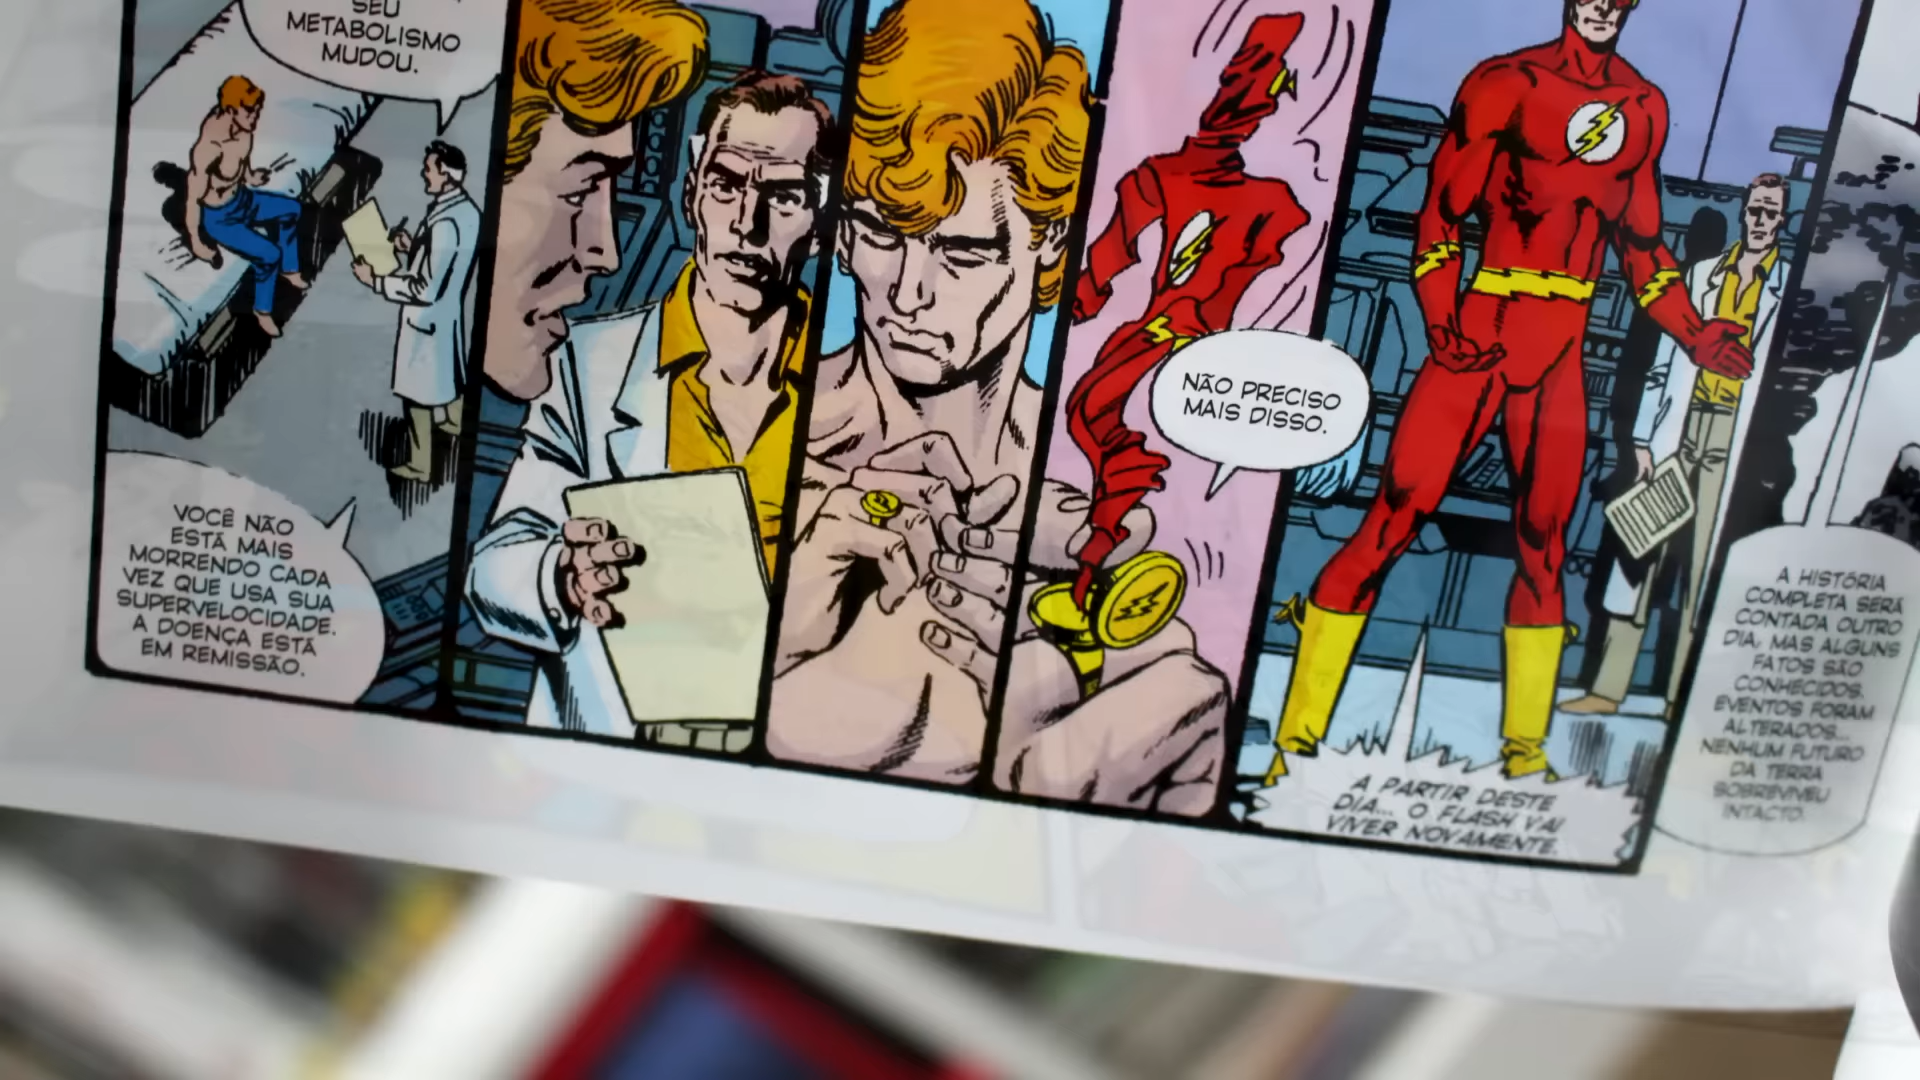 SEU
METABOLISMO
MUDOU.
VOCÊ NÃO
ESTÁ MAIS
MORRENDO CADA
VEZ QUE USA SUA
SUPERVELOCIDADE.
A DOENÇA ESTÁ
EM REMISSÃO.
NÃO PRECISO
MAIS DISSO.
A PARTIR DESTE
DIA... O FLASH VAI
VIVER NOVAMENTE.
A HISTÓRIA
COMPLETA SERÁ
CONTADA OUTRO
DIA, MAS ALGUNS
FATOS SÃO
CONHECIDOS.
EVENTOS FORAM
ALTERADOS...
NENHUM FUTURO
DA TERRA
SOBREVIVEU
INTACTO.